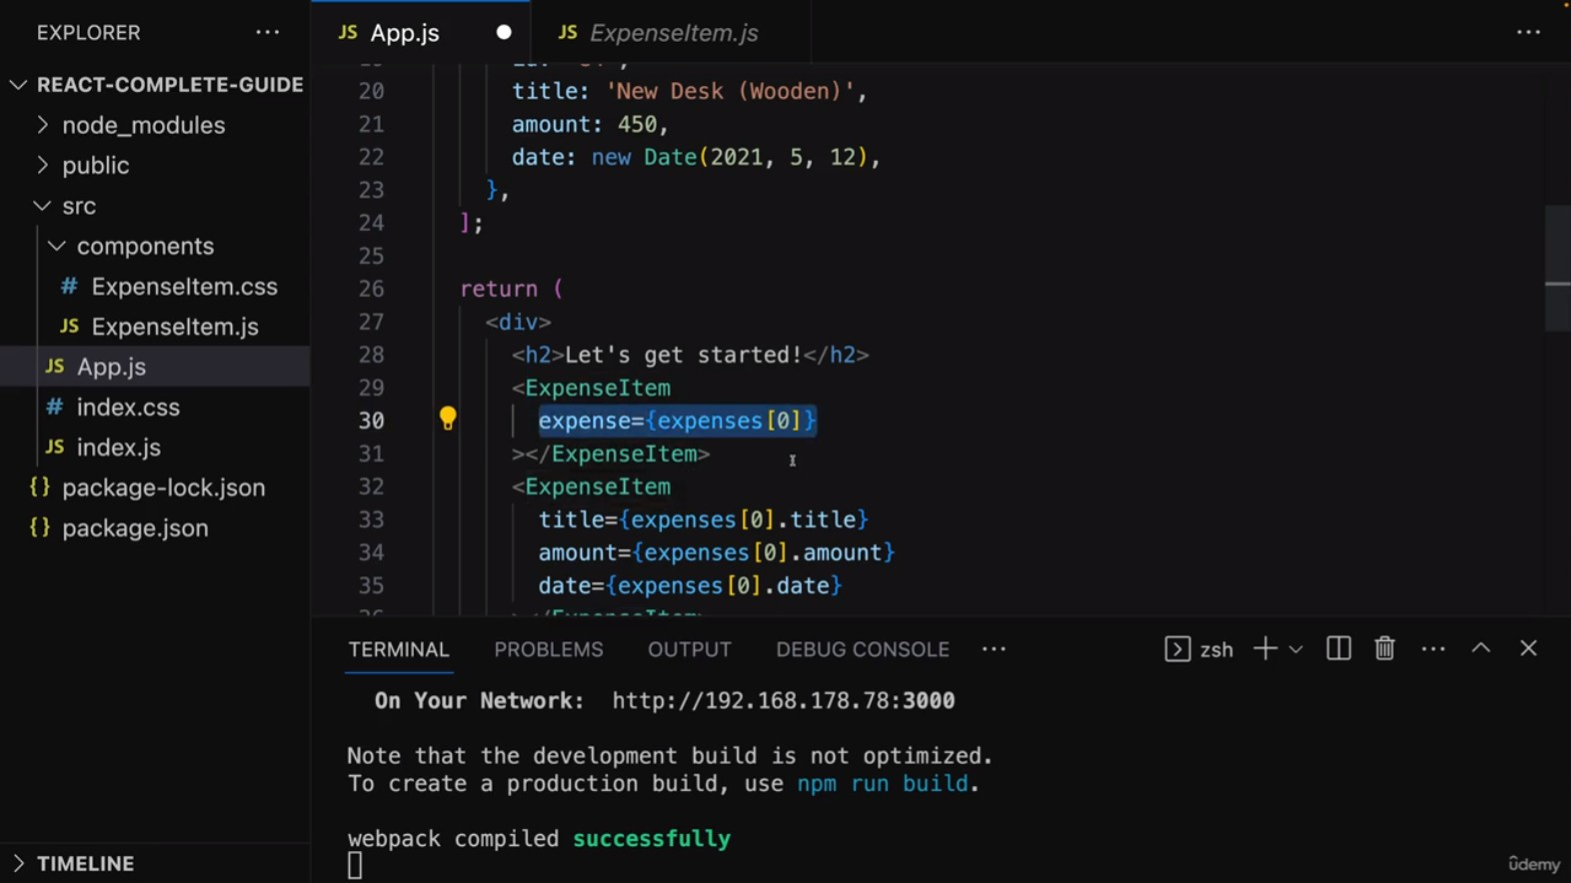 EXPLORER
REACT-COMPLETE-GUIDE
node_modules
public
src
components
# ExpenseItem.css
JS ExpenseItem.js
JS App.js
# index.css
JS index.js
{} package-lock.json
{} package.json
TIMELINE
JS App.js
JS ExpenseItem.js
20 title: 'New Desk (Wooden)',
21 amount: 450,
22 date: new Date(2021, 5, 12),
23 },
24 ];
25
26 return (
27 <div>
28 <h2>Let's get started!</h2>
29 <ExpenseItem
30 expense={expenses[0]}
31 ></ExpenseItem>
32 <ExpenseItem
33 title={expenses[0].title}
34 amount={expenses[0].amount}
35 date={expenses[0].date}
TERMINAL PROBLEMS OUTPUT DEBUG CONSOLE zsh
On Your Network: http://192.168.178.78:3000
Note that the development build is not optimized.
To create a production build, use npm run build.
webpack compiled successfully
ûdemy